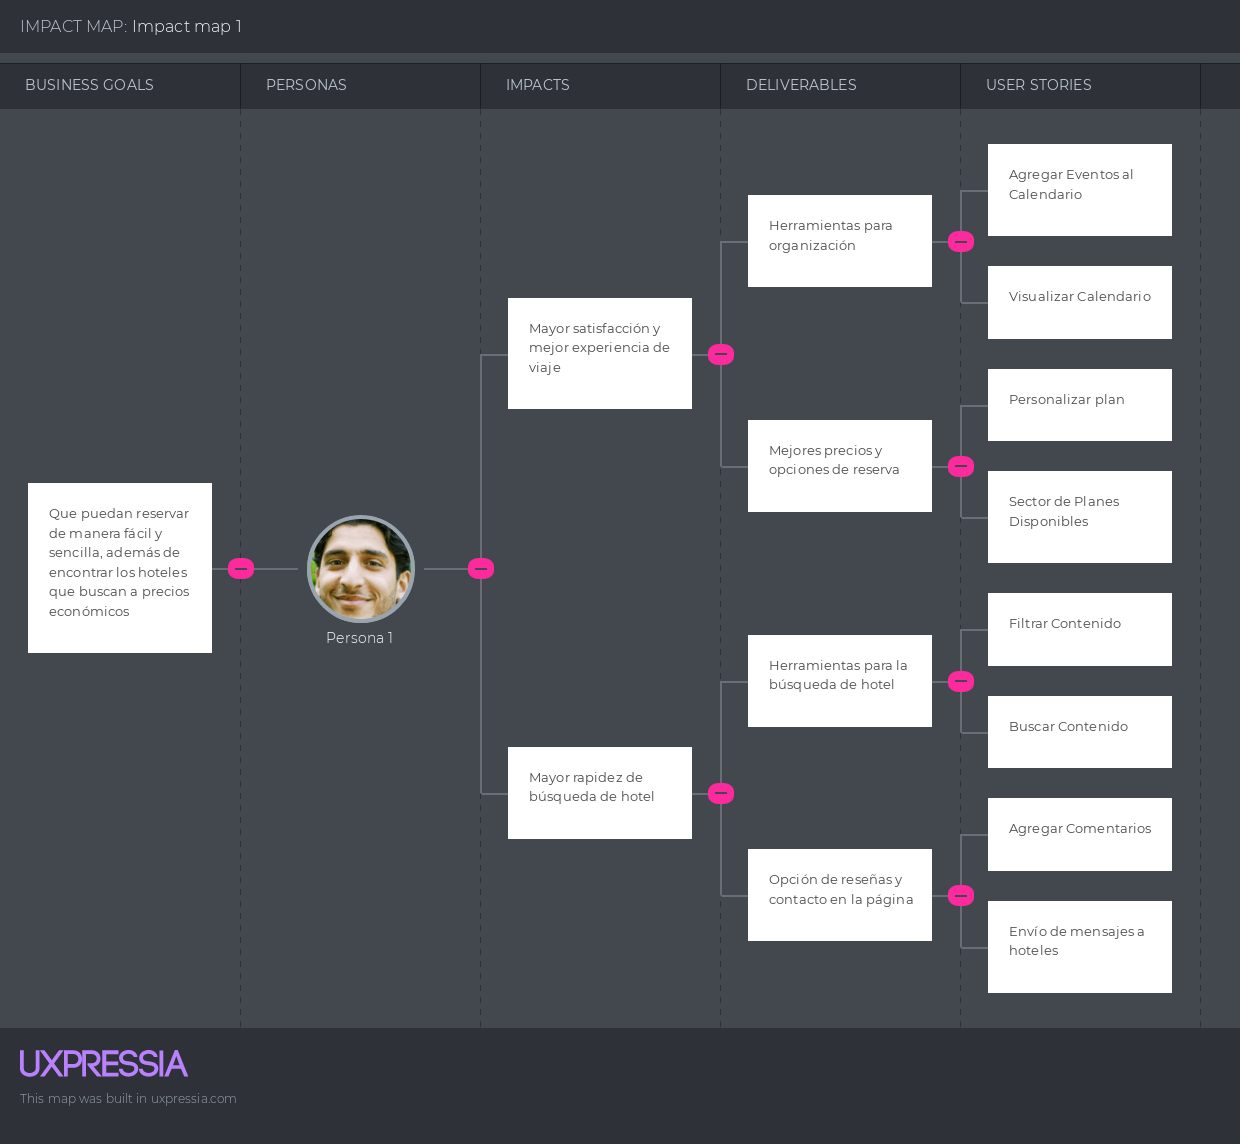 IMPACT MAP: Impact map 1
BUSINESS GOALS
PERSONAS
IMPACTS
DELIVERABLES
USER STORIES
Que puedan reservar
de manera fácil y
sencilla, además de
encontrar los hoteles
que buscan a precios
económicos
Persona 1
Mayor satisfacción y
mejor experiencia de
viaje
Mayor rapidez de
búsqueda de hotel
Herramientas para
organización
Mejores precios y
opciones de reserva
Herramientas para la
búsqueda de hotel
Opción de reseñas y
contacto en la página
Agregar Eventos al
Calendario
Visualizar Calendario
Personalizar plan
Sector de Planes
Disponibles
Filtrar Contenido
Buscar Contenido
Agregar Comentarios
Envío de mensajes a
hoteles
UXPRESSIA
This map was built in uxpressia.com